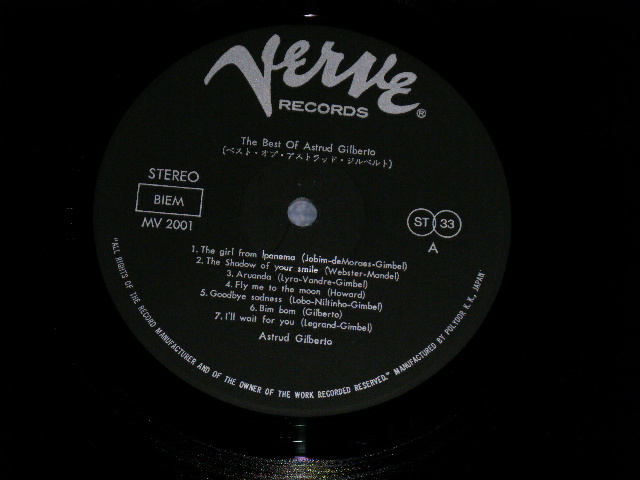 Verve
RECORDS ®
The Best Of Astrud Gilberto
(ベスト・オブ・アストラッド・ジルベルト)
STEREO
BIEM
MV 2001
ST 33
A
1. The girl from Ipanema (Jobim-deMoraes-Gimbel)
2. The Shadow of your smile (Webster-Mandel)
3. Aruanda (Lyra-Vandre-Gimbel)
4. Fly me to the moon (Howard)
5. Goodbye sadness (Lobo-Niltinho-Gimbel)
6. Bim bom (Gilberto)
7. I'll wait for you (Legrand-Gimbel)
Astrud Gilberto
"ALL RIGHTS OF THE RECORD MANUFACTURER AND OF THE OWNER OF THE WORK RECORDED RESERVED." MANUFACTURED BY POLYDOR K.K., JAPAN